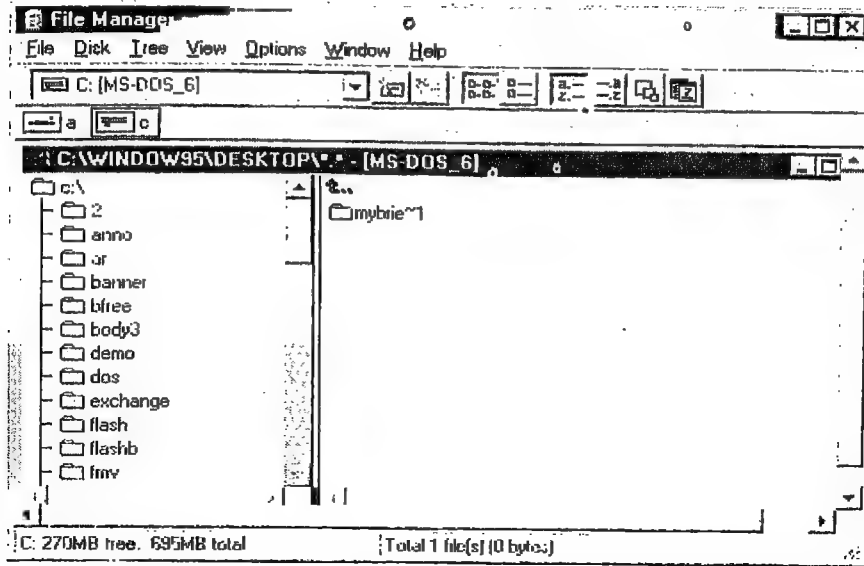 File Manager
File Disk Tree View Options Window Help
C: [MS-DOS_6]
a c
C:\WINDOW95\DESKTOP\*.* - [MS-DOS_6]
c:\
2
anno
ar
banner
bfree
body3
demo
dos
exchange
flash
flashb
fmv
mybrie~1
C: 270MB free, 695MB total
Total 1 file(s) (0 bytes)